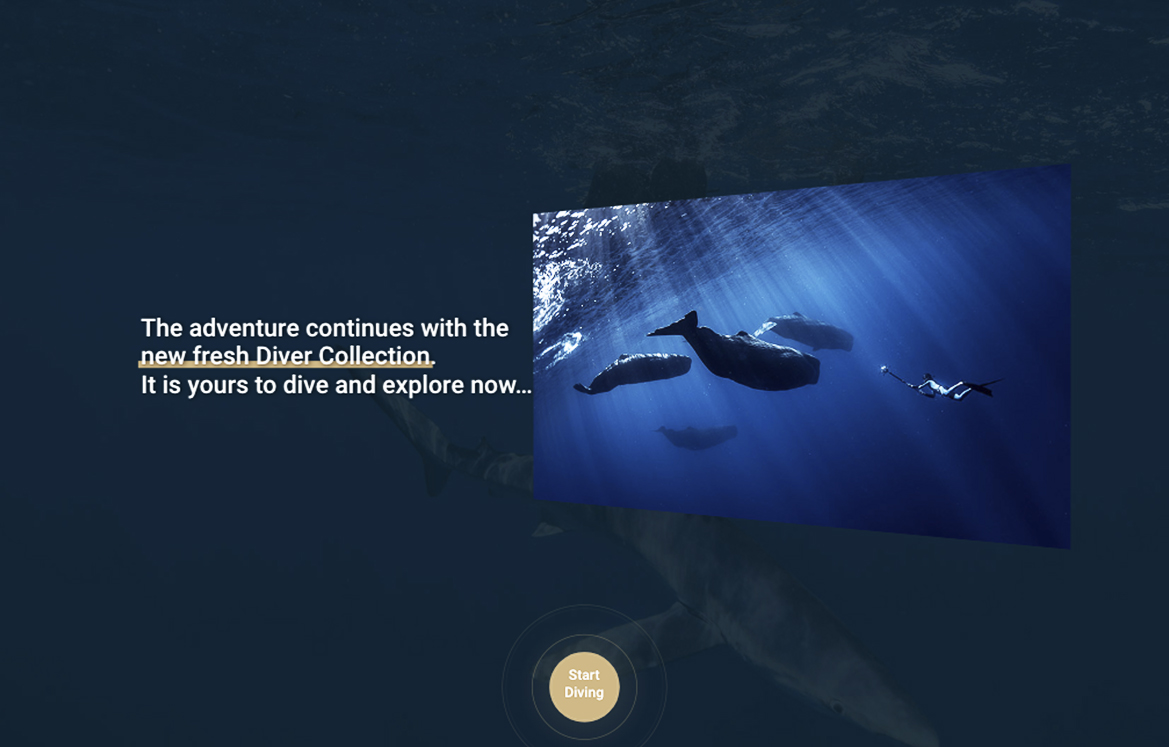 The adventure continues with the
new fresh Diver Collection.
It is yours to dive and explore now...
Start
Diving